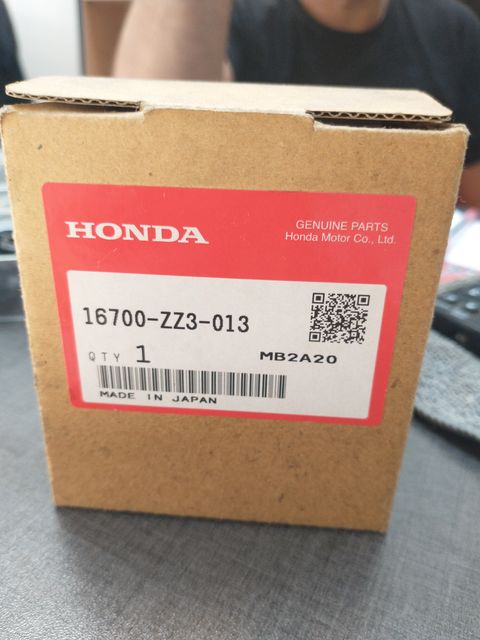 HONDA
GENUINE PARTS
Honda Motor Co., Ltd.
16700-ZZ3-013
QTY 1
MB2A20
MADE IN JAPAN